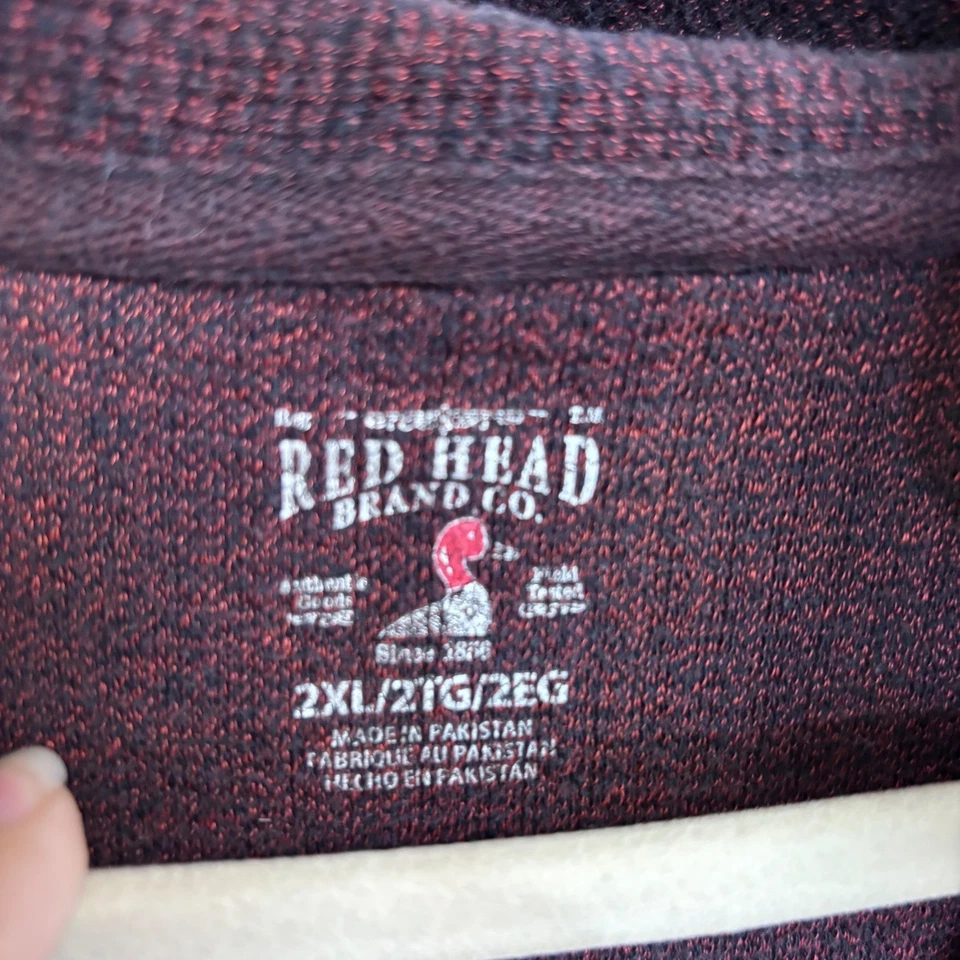 RED HEAD
BRAND CO.
Authentic
Goods
Field
Tested
Since 1856
2XL/2TG/2EG
MADE IN PAKISTAN
FABRIQUE AU PAKISTAN
HECHO EN PAKISTAN